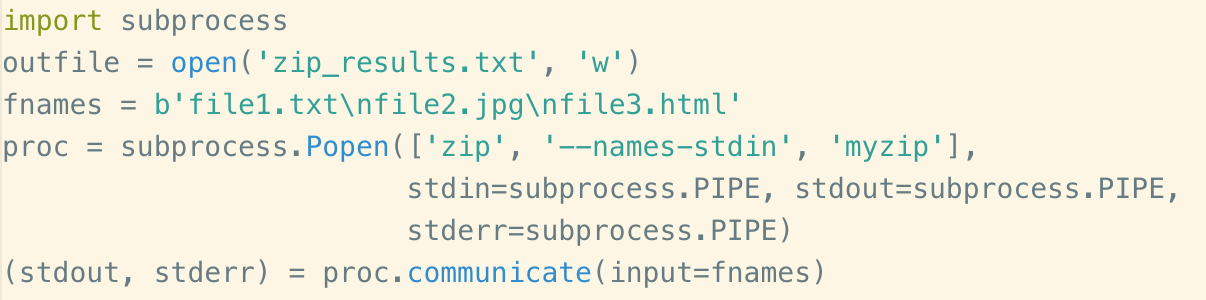 import subprocess
outfile = open('zip_results.txt', 'w')
fnames = b'file1.txt\nfile2.jpg\nfile3.html'
proc = subprocess.Popen(['zip', '--names-stdin', 'myzip'],
                        stdin=subprocess.PIPE, stdout=subprocess.PIPE,
                        stderr=subprocess.PIPE)
(stdout, stderr) = proc.communicate(input=fnames)